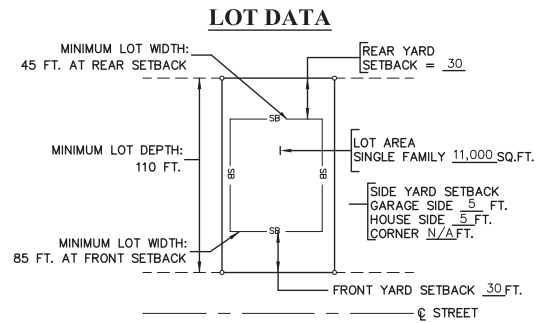 LOT DATA
MINIMUM LOT WIDTH:
45 FT. AT REAR SETBACK
REAR YARD
SETBACK = 30
SB
MINIMUM LOT DEPTH:
110 FT.
LOT AREA
SINGLE FAMILY 11,000 SQ.FT.
SB
SB
SIDE YARD SETBACK
GARAGE SIDE 5 FT.
HOUSE SIDE 5 FT.
CORNER N/A FT.
SB
MINIMUM LOT WIDTH:
85 FT. AT FRONT SETBACK
FRONT YARD SETBACK 30 FT.
℄ STREET